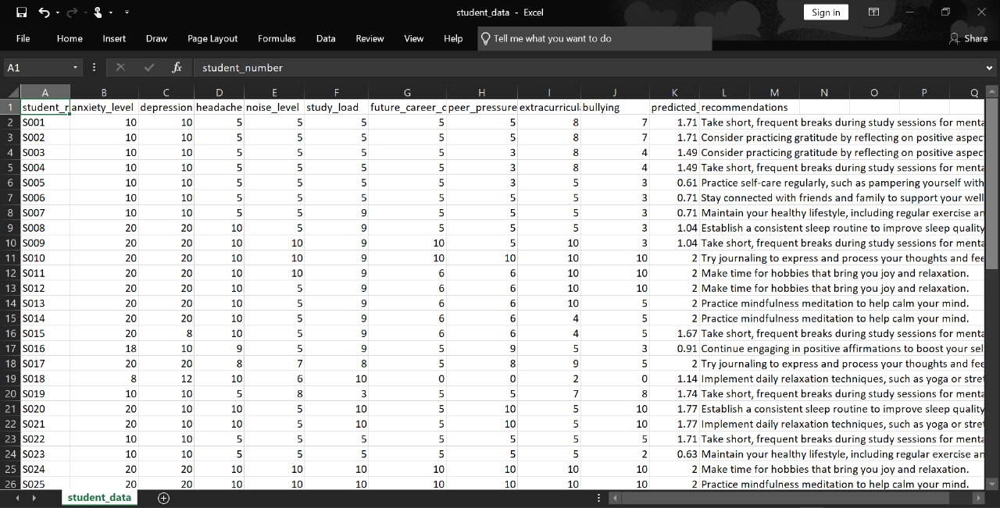 student_data - Excel
Sign in
File Home Insert Draw Page Layout Formulas Data Review View Help Tell me what you want to do Share
A1 fx student_number
A B C D E F G H I J K L M N O P Q
1 student_r anxiety_level depression headache noise_level study_load future_career_c peer_pressure extracurricul bullying predicted_ recommendations
2 S001 10 10 5 5 5 5 5 8 7 1.71 Take short, frequent breaks during study sessions for menta
3 S002 10 10 5 5 5 5 5 8 7 1.71 Consider practicing gratitude by reflecting on positive aspec
4 S003 10 10 5 5 5 5 3 8 4 1.49 Consider practicing gratitude by reflecting on positive aspec
5 S004 10 10 5 5 5 5 3 8 4 1.49 Take short, frequent breaks during study sessions for menta
6 S005 10 10 5 5 5 5 3 5 3 0.61 Practice self-care regularly, such as pampering yourself with
7 S006 10 10 5 5 5 5 5 5 3 0.71 Stay connected with friends and family to support your well
8 S007 10 10 5 5 9 5 5 5 3 0.71 Maintain your healthy lifestyle, including regular exercise an
9 S008 20 20 10 5 9 5 5 5 3 1.04 Establish a consistent sleep routine to improve sleep quality
10 S009 20 20 10 10 9 10 5 10 3 1.04 Take short, frequent breaks during study sessions for menta
11 S010 20 20 10 10 9 10 10 10 10 2 Try journaling to express and process your thoughts and fee
12 S011 20 20 10 10 9 6 6 10 10 2 Make time for hobbies that bring you joy and relaxation.
13 S012 20 20 10 5 9 6 6 10 10 2 Make time for hobbies that bring you joy and relaxation.
14 S013 20 20 10 5 9 6 6 10 5 2 Practice mindfulness meditation to help calm your mind.
15 S014 20 20 10 5 9 6 6 4 5 2 Practice mindfulness meditation to help calm your mind.
16 S015 20 8 10 5 9 6 6 4 5 1.67 Take short, frequent breaks during study sessions for menta
17 S016 18 10 9 5 9 5 9 5 3 0.91 Continue engaging in positive affirmations to boost your sel
18 S017 20 20 8 7 8 5 8 9 5 2 Try journaling to express and process your thoughts and fee
19 S018 8 12 10 6 10 0 0 2 0 1.14 Implement daily relaxation techniques, such as yoga or stret
20 S019 10 10 5 8 3 5 5 7 8 1.74 Take short, frequent breaks during study sessions for menta
21 S020 20 10 10 5 10 5 10 5 10 1.77 Establish a consistent sleep routine to improve sleep quality
22 S021 20 10 10 5 10 5 10 5 10 1.77 Implement daily relaxation techniques, such as yoga or stret
23 S022 10 10 5 5 5 5 5 5 5 1.71 Take short, frequent breaks during study sessions for menta
24 S023 10 10 5 5 5 5 5 5 2 0.63 Maintain your healthy lifestyle, including regular exercise an
25 S024 20 20 10 10 10 10 10 10 10 2 Make time for hobbies that bring you joy and relaxation.
26 S025 20 20 10 10 10 10 10 10 10 2 Practice mindfulness meditation to help calm your mind.
student_data